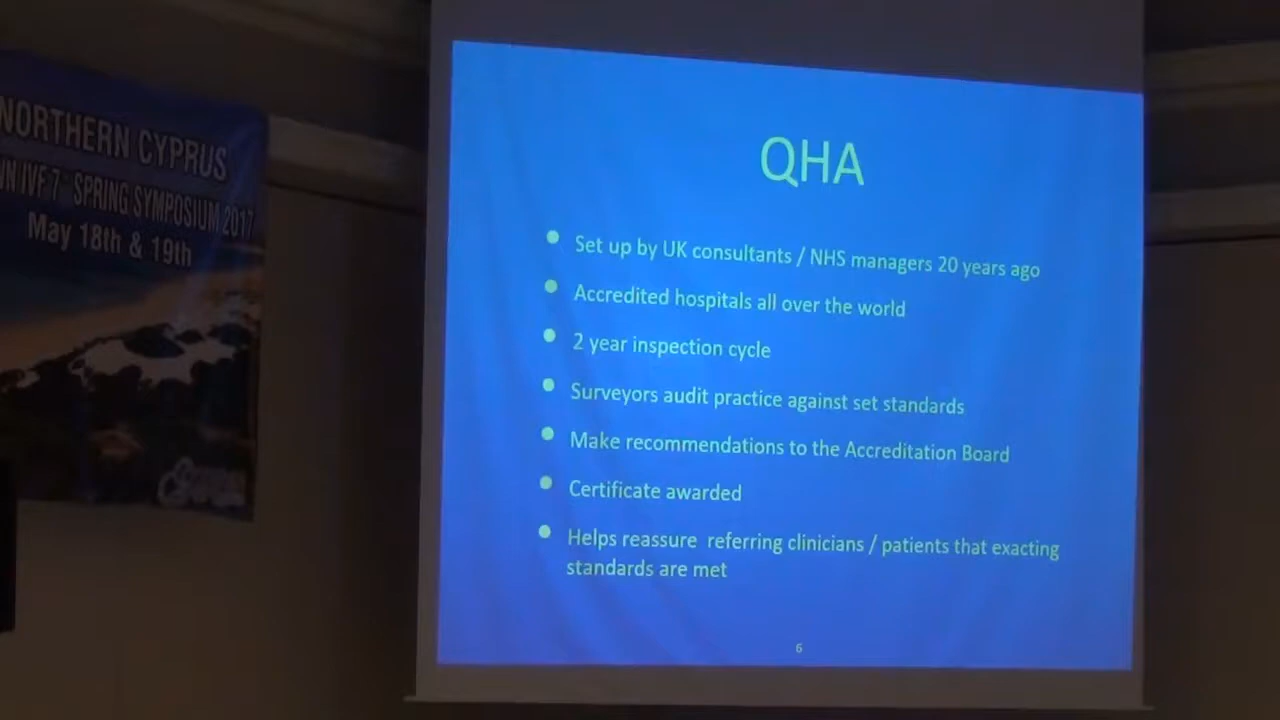 NORTHERN CYPRUS
IVF 7 SPRING SYMPOSIUM 2017
May 18th & 19th
QHA
Set up by UK consultants / NHS managers 20 years ago
Accredited hospitals all over the world
2 year inspection cycle
Surveyors audit practice against set standards
Make recommendations to the Accreditation Board
Certificate awarded
Helps reassure referring clinicians / patients that exacting
standards are met
6